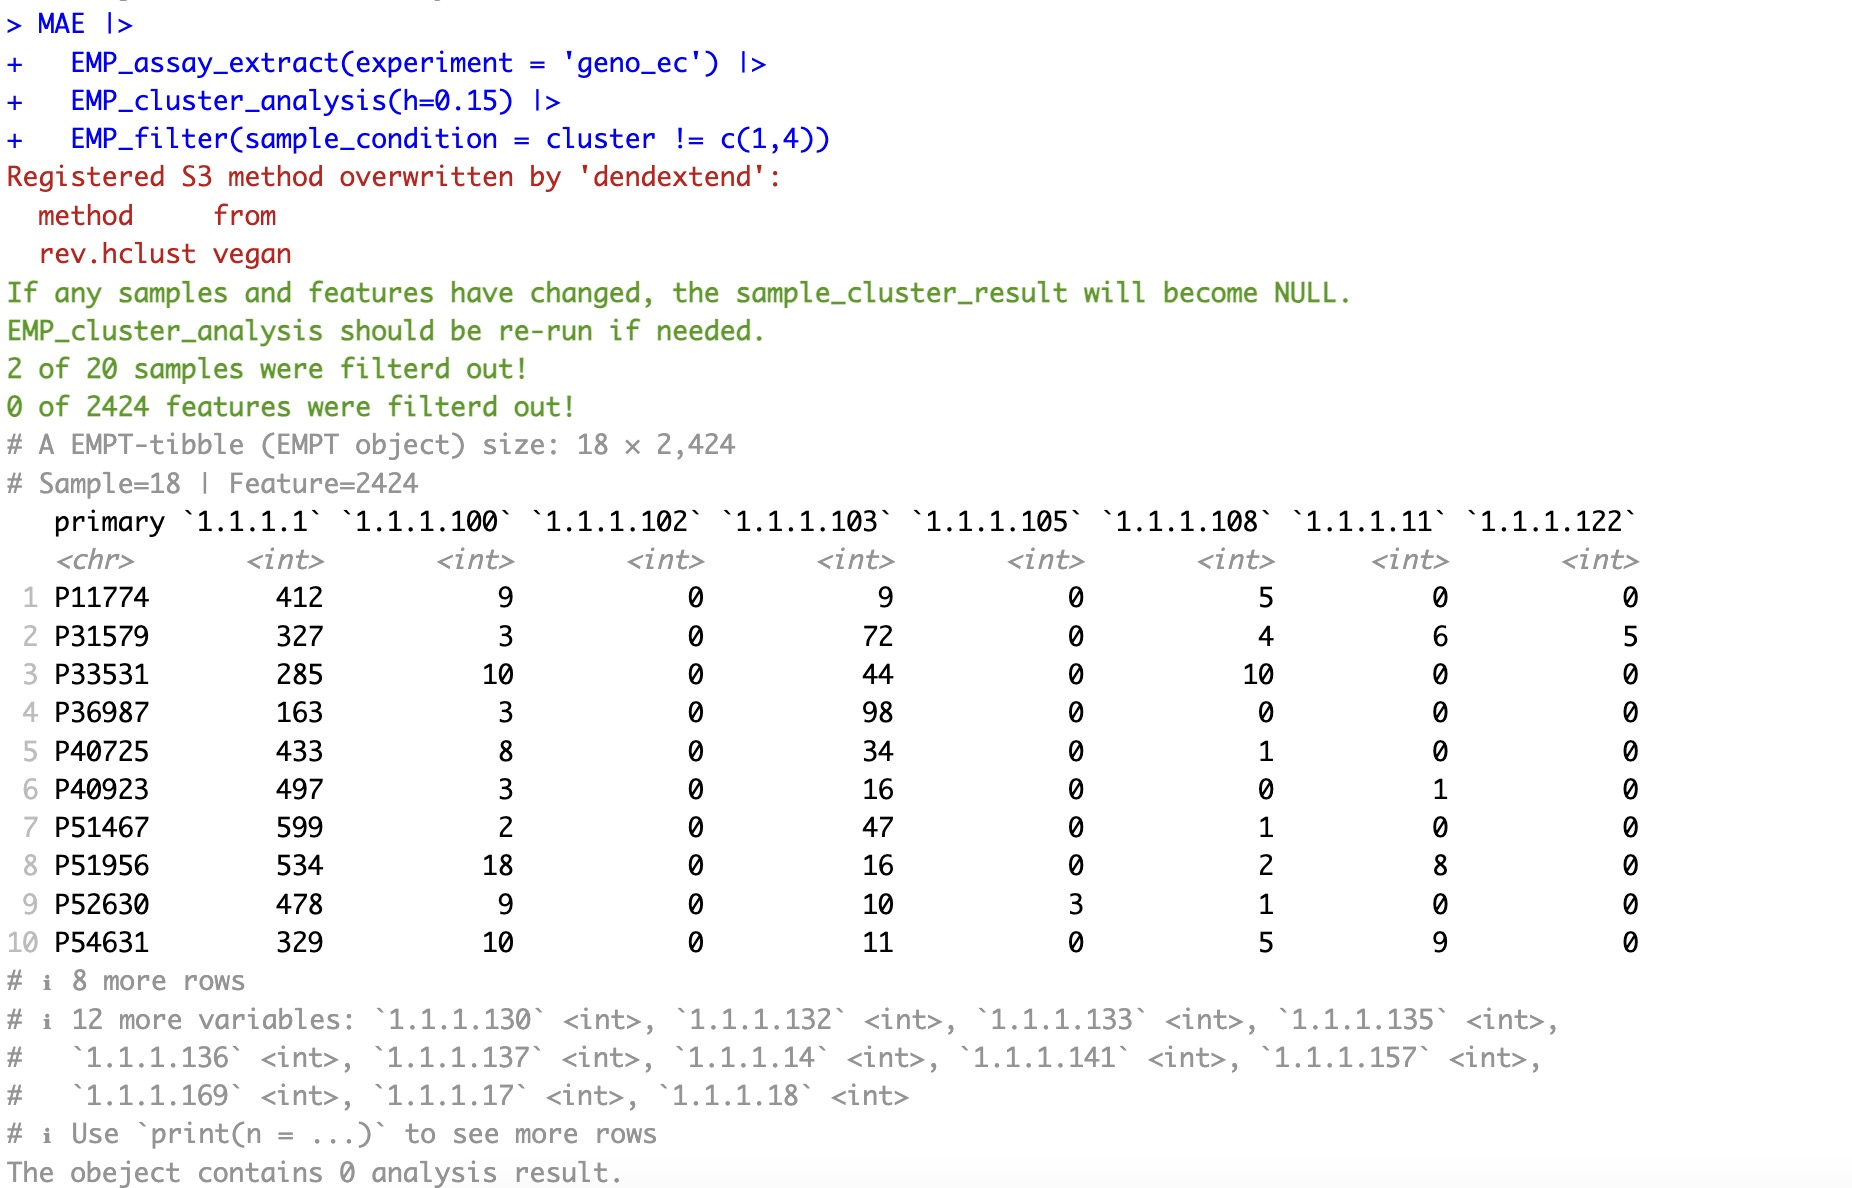 > MAE |>
+   EMP_assay_extract(experiment = 'geno_ec') |>
+   EMP_cluster_analysis(h=0.15) |>
+   EMP_filter(sample_condition = cluster != c(1,4))
Registered S3 method overwritten by 'dendextend':
  method     from
  rev.hclust vegan
If any samples and features have changed, the sample_cluster_result will become NULL.
EMP_cluster_analysis should be re-run if needed.
2 of 20 samples were filterd out!
0 of 2424 features were filterd out!
# A EMPT-tibble (EMPT object) size: 18 × 2,424
# Sample=18 | Feature=2424
   primary `1.1.1.1` `1.1.1.100` `1.1.1.102` `1.1.1.103` `1.1.1.105` `1.1.1.108` `1.1.1.11` `1.1.1.122`
   <chr>       <int>       <int>       <int>       <int>       <int>       <int>      <int>       <int>
 1 P11774        412           9           0           9           0           5          0           0
 2 P31579        327           3           0          72           0           4          6           5
 3 P33531        285          10           0          44           0          10          0           0
 4 P36987        163           3           0          98           0           0          0           0
 5 P40725        433           8           0          34           0           1          0           0
 6 P40923        497           3           0          16           0           0          1           0
 7 P51467        599           2           0          47           0           1          0           0
 8 P51956        534          18           0          16           0           2          8           0
 9 P52630        478           9           0          10           3           1          0           0
10 P54631        329          10           0          11           0           5          9           0
# ℹ 8 more rows
# ℹ 12 more variables: `1.1.1.130` <int>, `1.1.1.132` <int>, `1.1.1.133` <int>, `1.1.1.135` <int>,
#   `1.1.1.136` <int>, `1.1.1.137` <int>, `1.1.1.14` <int>, `1.1.1.141` <int>, `1.1.1.157` <int>,
#   `1.1.1.169` <int>, `1.1.1.17` <int>, `1.1.1.18` <int>
# ℹ Use `print(n = ...)` to see more rows
The obeject contains 0 analysis result.